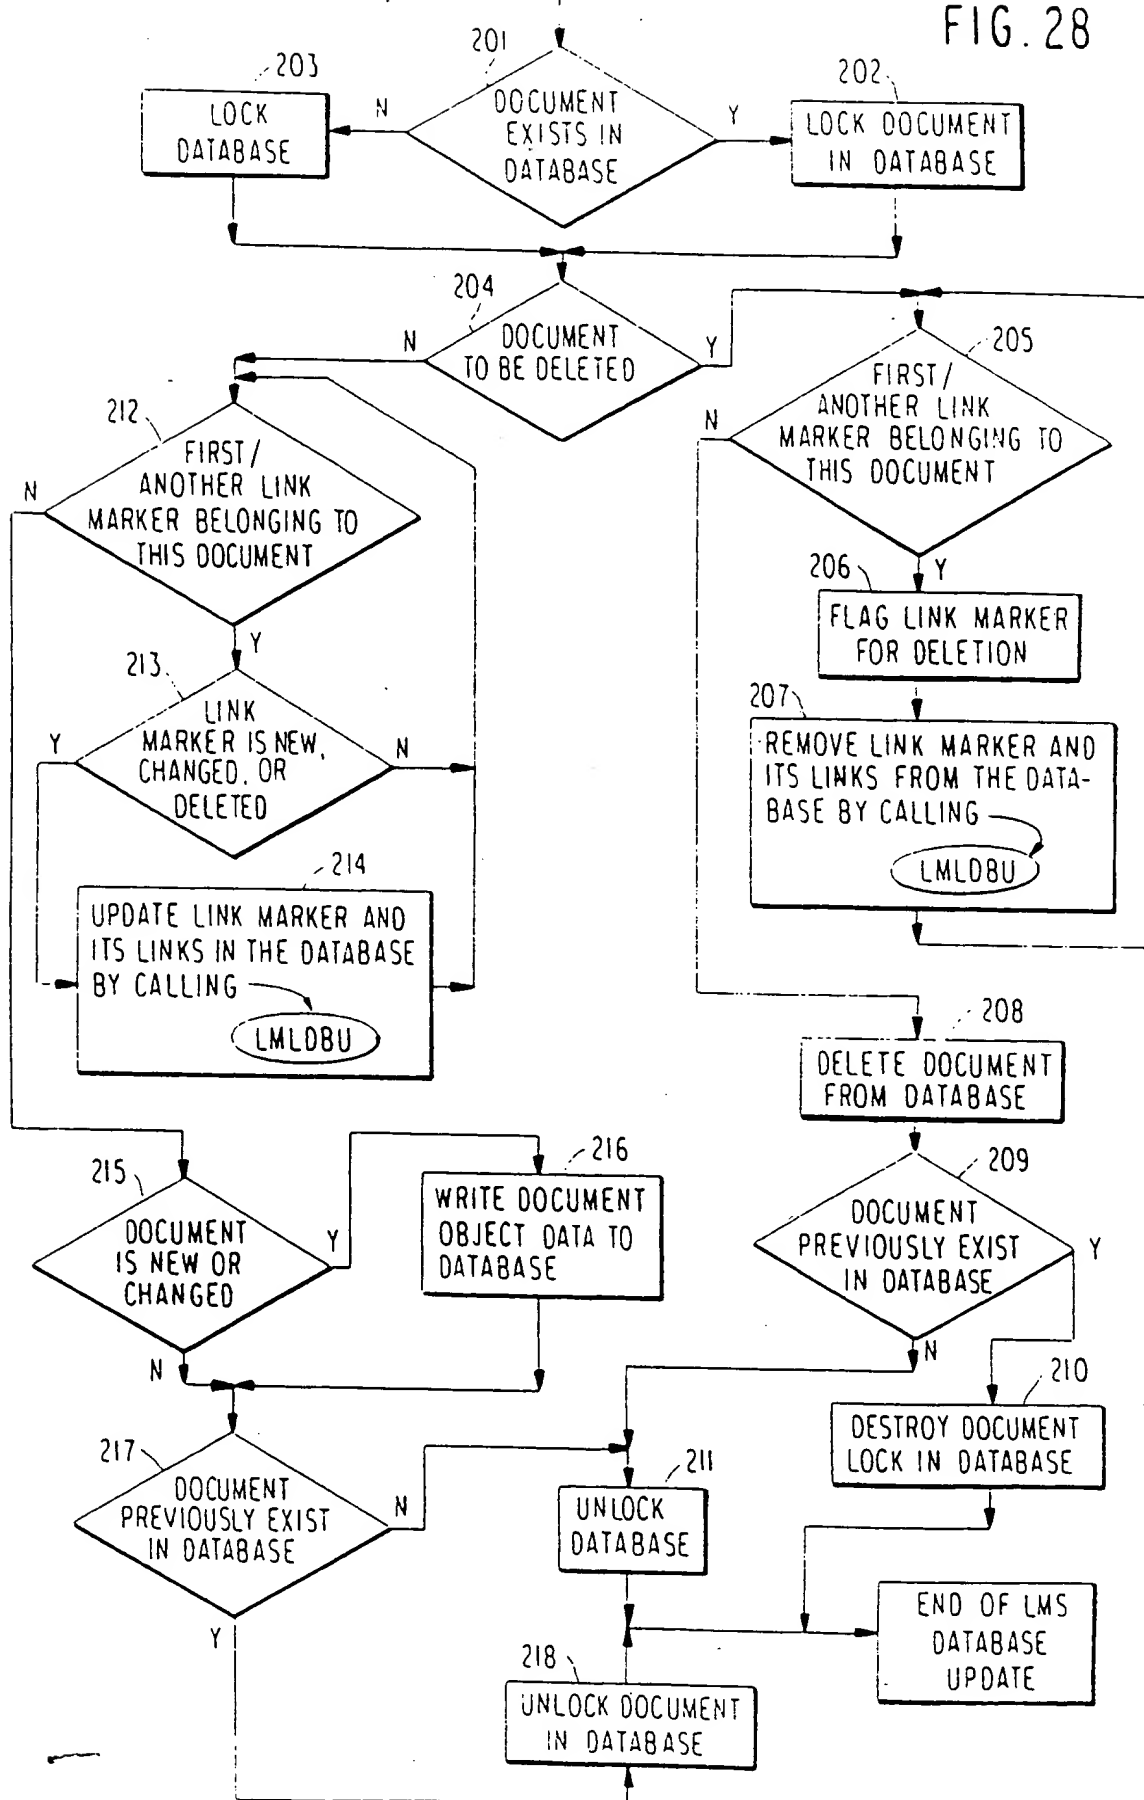 FIG. 28
201
DOCUMENT
EXISTS IN
DATABASE
N
Y
203
LOCK
DATABASE
202
LOCK DOCUMENT
IN DATABASE
204
DOCUMENT
TO BE DELETED
N
Y
205
FIRST/
ANOTHER LINK
MARKER BELONGING TO
THIS DOCUMENT
N
Y
206
FLAG LINK MARKER
FOR DELETION
207
REMOVE LINK MARKER AND
ITS LINKS FROM THE DATA-
BASE BY CALLING
LMLDBU
212
FIRST/
ANOTHER LINK
MARKER BELONGING TO
THIS DOCUMENT
N
Y
213
LINK
MARKER IS NEW,
CHANGED, OR
DELETED
Y
N
214
UPDATE LINK MARKER AND
ITS LINKS IN THE DATABASE
BY CALLING
LMLDBU
208
DELETE DOCUMENT
FROM DATABASE
209
DOCUMENT
PREVIOUSLY EXIST
IN DATABASE
Y
N
215
DOCUMENT
IS NEW OR
CHANGED
Y
N
216
WRITE DOCUMENT
OBJECT DATA TO
DATABASE
210
DESTROY DOCUMENT
LOCK IN DATABASE
217
DOCUMENT
PREVIOUSLY EXIST
IN DATABASE
N
Y
211
UNLOCK
DATABASE
END OF LMS
DATABASE
UPDATE
218
UNLOCK DOCUMENT
IN DATABASE